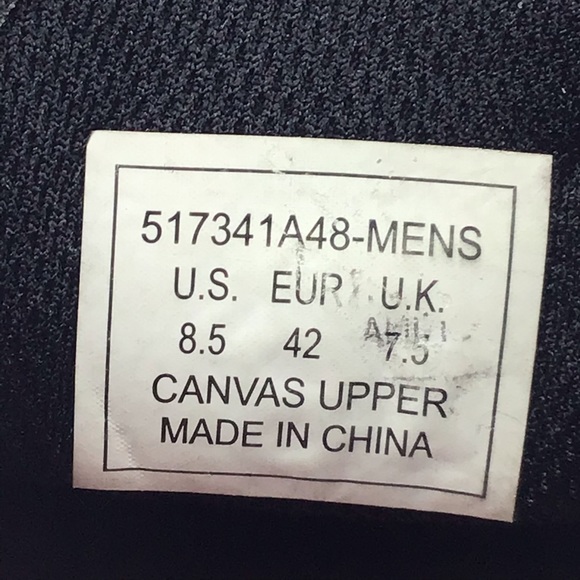 517341A48-MENS
U.S. EUR U.K.
8.5 42 7.5
CANVAS UPPER
MADE IN CHINA